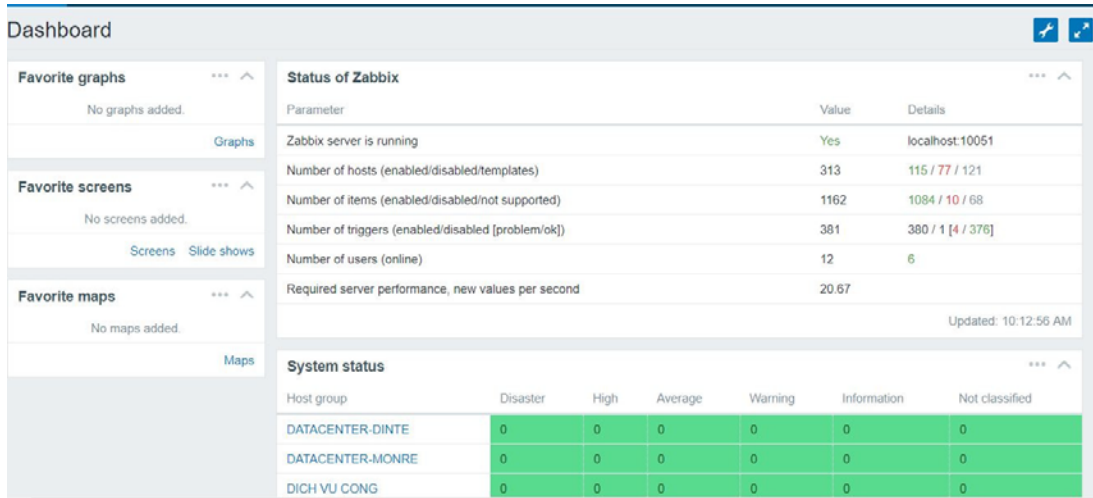 Dashboard
Favorite graphs
No graphs added.
Graphs
Favorite screens
No screens added.
Screens Slide shows
Favorite maps
No maps added.
Maps
Status of Zabbix
Parameter Value Details
Zabbix server is running Yes localhost:10051
Number of hosts (enabled/disabled/templates) 313 115 / 77 / 121
Number of items (enabled/disabled/not supported) 1162 1084 / 10 / 68
Number of triggers (enabled/disabled [problem/ok]) 381 380 / 1 [4 / 376]
Number of users (online) 12 6
Required server performance, new values per second 20.67
Updated: 10:12:56 AM
System status
Host group Disaster High Average Warning Information Not classified
DATACENTER-DINTE 0 0 0 0 0 0
DATACENTER-MONRE 0 0 0 0 0 0
DICH VU CONG 0 0 0 0 0 0